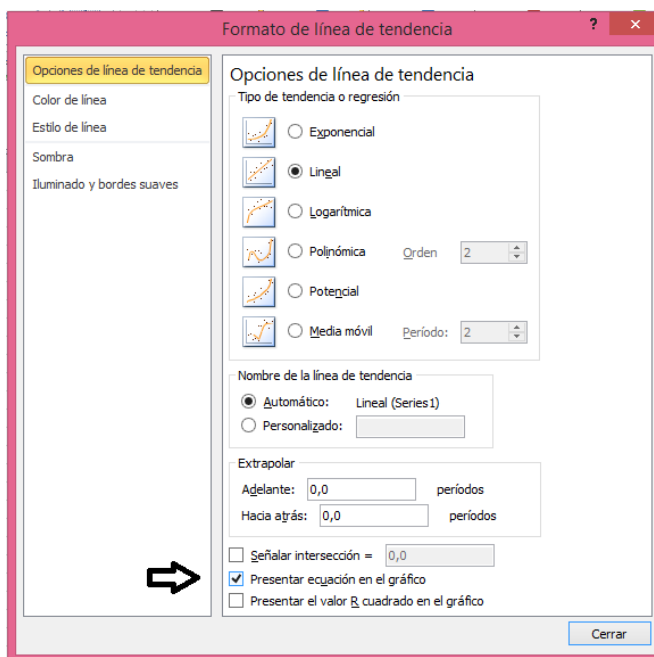 Formato de línea de tendencia
? ×
Opciones de línea de tendencia
Color de línea
Estilo de línea
Sombra
Iluminado y bordes suaves
Opciones de línea de tendencia
Tipo de tendencia o regresión
Exponencial
Lineal
Logarítmica
Polinómica Orden 2
Potencial
Media móvil Período: 2
Nombre de la línea de tendencia
Automático: Lineal (Series1)
Personalizado:
Extrapolar
Adelante: 0,0 períodos
Hacia atrás: 0,0 períodos
Señalar intersección = 0,0
Presentar ecuación en el gráfico
Presentar el valor R cuadrado en el gráfico
Cerrar